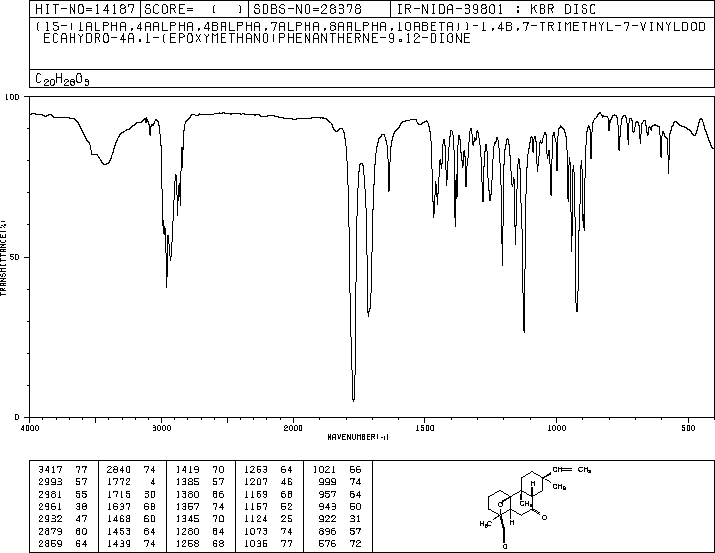 HIT-NO=14187 SCORE= ( ) SDBS-NO=28378 IR-NIDA-39801 : KBR DISC
(1S-(1ALPHA,4AALPHA,4BALPHA,7ALPHA,8AALPHA,10ABETA))-1,4B,7-TRIMETHYL-7-VINYLDOD
ECAHYDRO-4A,1-(EPOXYMETHANO)PHENANTHERNE-9,12-DIONE
C20H28O3
100
50
0
TRANSMITTANCE(%)
4000 3000 2000 1500 1000 500
WAVENUMBER(-1)
3417 77 2840 74 1419 70 1253 64 1021 66
2993 57 1772 4 1385 57 1207 46 999 74
2981 55 1715 30 1380 66 1169 68 957 64
2961 38 1637 68 1367 74 1157 52 943 50
2932 47 1468 60 1345 70 1124 25 922 31
2879 60 1453 64 1280 64 1073 74 896 57
2859 64 1439 74 1258 68 1036 77 576 72
CH CH2
CH3
H
CH3
O
H
O
H3C
O